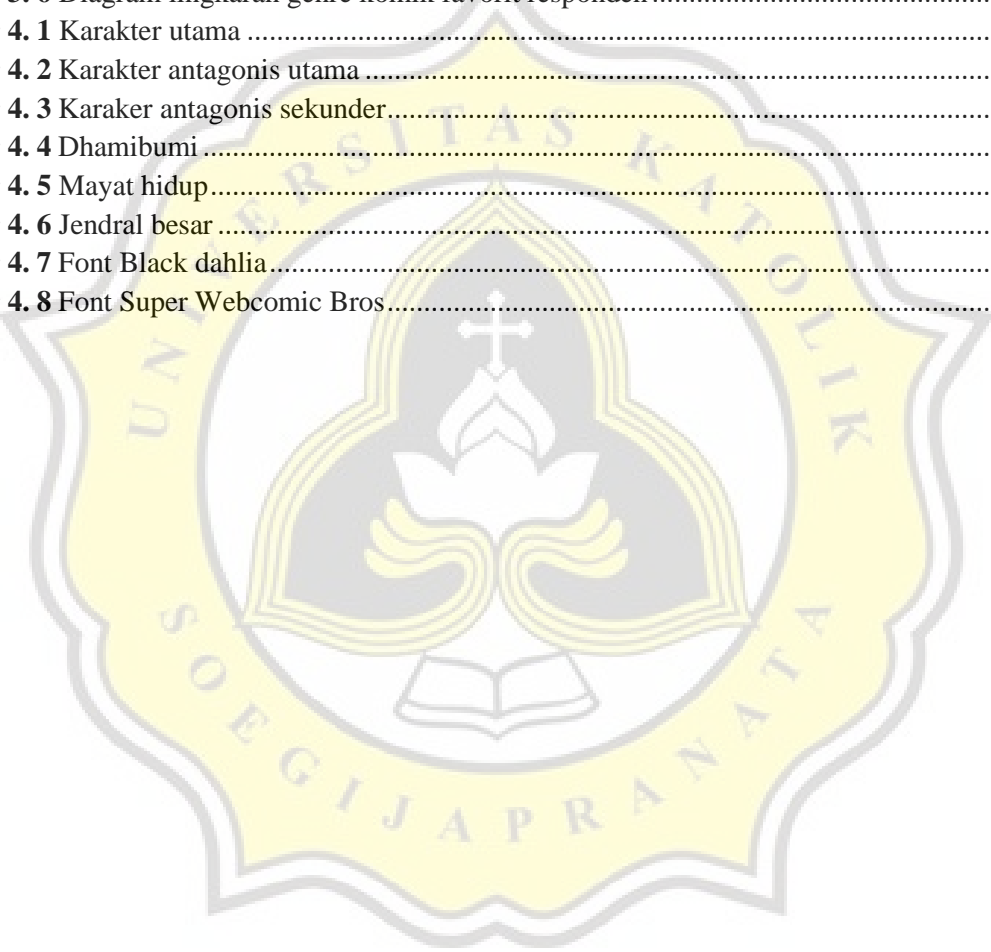 4. 1 Karakter utama ....................................................................................................
4. 2 Karakter antagonis utama ....................................................................................
4. 3 Karaker antagonis sekunder.................................................................................
4. 4 Dhamibumi ...........................................................................................................
4. 5 Mayat hidup..........................................................................................................
4. 6 Jendral besar ........................................................................................................
4. 7 Font Black dahlia..................................................................................................
4. 8 Font Super Webcomic Bros..................................................................................
UNIVERSITAS KATOLIK
SOEGIJAPRANATA